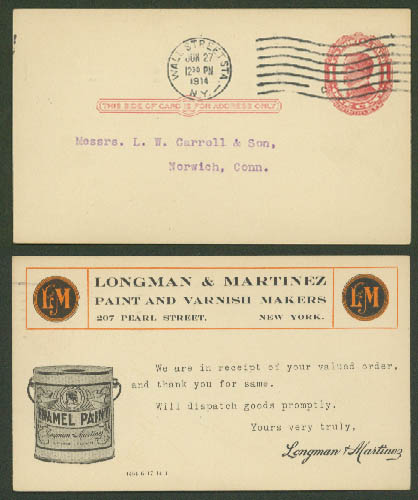 WALL STREET STA.
JUN 27
12 30 PM
1914
N.Y.
THIS SIDE OF CARD IS FOR ADDRESS ONLY
Messrs. L. W. Carroll & Son,
Norwich, Conn.
L&M
LONGMAN & MARTINEZ
PAINT AND VARNISH MAKERS
207 PEARL STREET. NEW YORK.
L&M
We are in receipt of your valued order,
and thank you for same.
Will dispatch goods promptly.
Yours very truly,
Longman & Martinez
ENAMEL PAINT
Longman & Martinez